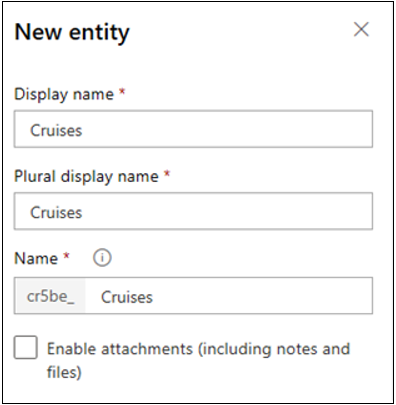 New entity
Display name *
Cruises
Plural display name *
Cruises
Name *
cr5be_ Cruises
Enable attachments (including notes and
files)